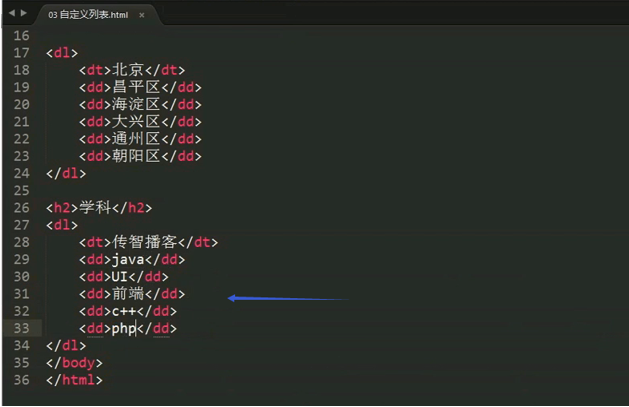 03 自定义列表.html ×
16
17 <dl>
18 <dt>北京</dt>
19 <dd>昌平区</dd>
20 <dd>海淀区</dd>
21 <dd>大兴区</dd>
22 <dd>通州区</dd>
23 <dd>朝阳区</dd>
24 </dl>
25
26 <h2>学科</h2>
27 <dl>
28 <dt>传智播客</dt>
29 <dd>java</dd>
30 <dd>UI</dd>
31 <dd>前端</dd>
32 <dd>c++</dd>
33 <dd>php</dd>
34 </dl>
35 </body>
36 </html>